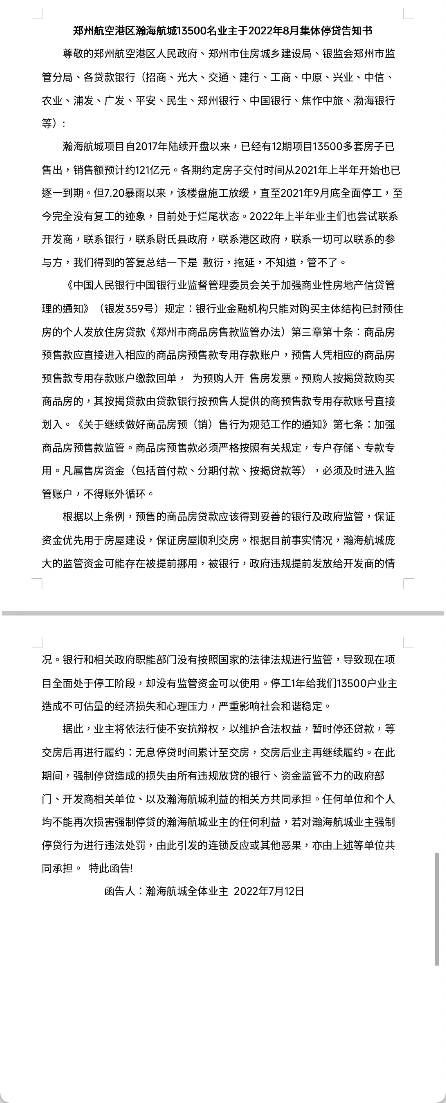 郑州航空港区瀚海航城13500名业主于2022年8月集体停贷告知书
尊敬的郑州航空港区人民政府、郑州市住房城乡建设局、银监会郑州市监
管分局、各贷款银行（招商、光大、交通、建行、工商、中原、兴业、中信、
农业、浦发、广发、平安、民生、郑州银行、中国银行、焦作中旅、渤海银行
等）：
瀚海航城项目自2017年陆续开盘以来，已经有12期项目13500多套房子已
售出，销售额预计约121亿元。各期约定房子交付时间从2021年上半年开始也已
逐一到期。但7.20暴雨以来，该楼盘施工放缓，直至2021年9月底全面停工，至
今完全没有复工的迹象，目前处于烂尾状态。2022年上半年业主们也尝试联系
开发商，联系银行，联系尉氏县政府，联系港区政府，联系一切可以联系的参
与方，我们得到的答复总结一下是 敷衍，拖延，不知道，管不了。
《中国人民银行中国银行业监督管理委员会关于加强商业性房地产信贷管
理的通知》（银发359号）规定：银行业金融机构只能对购买主体结构已封预住
房的个人发放住房贷款《郑州市商品房售款监管办法）第三章第十条：商品房
预售款应直接进入相应的商品房预售款专用存款账户，预售人凭相应的商品房
预售款专用存款账户缴款回单， 为预购人开 售房发票。预购人按揭贷款购买
商品房的，其按揭贷款由贷款银行按预售人提供的商预售款专用存款账号直接
划入。《关于继续做好商品房预（销）售行为规范工作的通知》第七条：加强
商品房预售款监管。商品房预售款必须严格按照有关规定，专户存储、专款专
用。凡属售房资金（包括首付款、分期付款、按揭贷款等），必须及时进入监
管账户，不得账外循环。
根据以上条例，预售的商品房贷款应该得到妥善的银行及政府监管，保证
资金优先用于房屋建设，保证房屋顺利交房。根据目前事实情况，瀚海航城庞
大的监管资金可能存在被提前挪用，被银行，政府违规提前发放给开发商的情
况。银行和相关政府职能部门没有按照国家的法律法规进行监管，导致现在项
目全面处于停工阶段，却没有监管资金可以使用。停工1年给我们13500户业主
造成不可估量的经济损失和心理压力，严重影响社会和谐稳定。
据此，业主将依法行使不安抗辩权，以维护合法权益，暂时停还贷款，等
交房后再进行履约：无息停贷时间累计至交房，交房后业主再继续履约。在此
期间，强制停贷造成的损失由所有违规放贷的银行、资金监管不力的政府部
门、开发商相关单位、以及瀚海航城利益的相关方共同承担。任何单位和个人
均不能再次损害强制停贷的瀚海航城业主的任何利益，若对瀚海航城业主强制
停贷行为进行违法处罚，由此引发的连锁反应或其他恶果，亦由上述等单位共
同承担。 特此函告!
函告人：瀚海航城全体业主 2022年7月12日